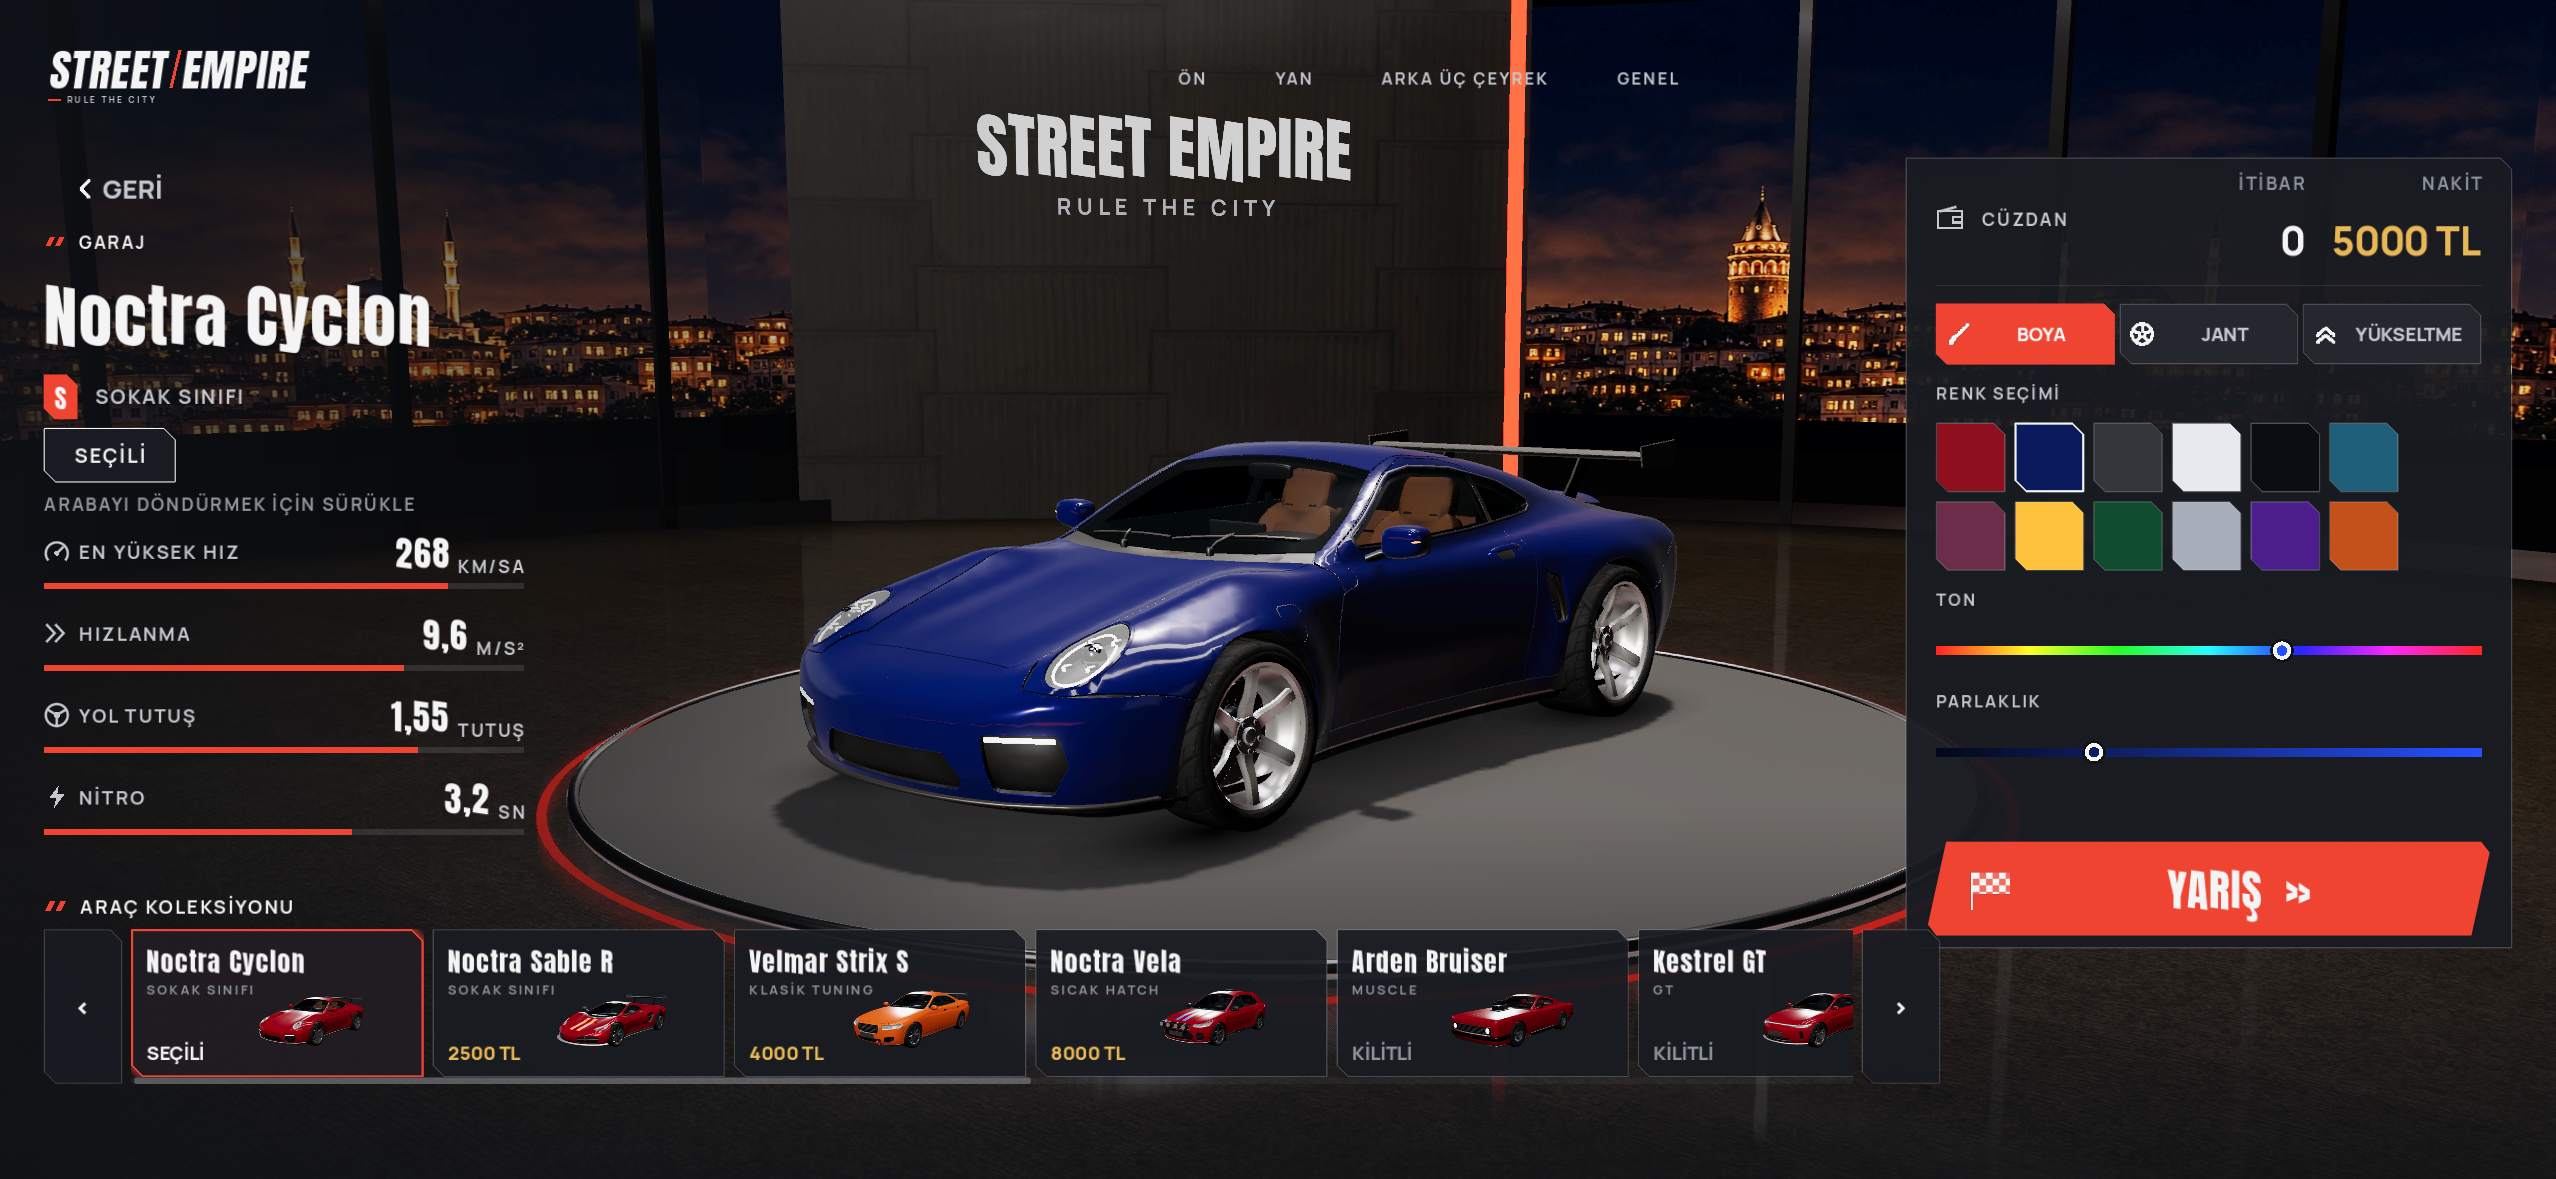 STREET/EMPIRE
RULE THE CITY
ÖN
YAN
ARKA ÜÇ ÇEYREK
GENEL
STREET EMPIRE
RULE THE CITY
GERİ
GARAJ
Noctra Cyclon
S SOKAK SINIFI
SEÇİLİ
ARABAYI DÖNDÜRMEK İÇİN SÜRÜKLE
EN YÜKSEK HIZ 268 KM/SA
HIZLANMA 9,6 M/S²
YOL TUTUŞ 1,55 TUTUŞ
NİTRO 3,2 SN
CÜZDAN
İTİBAR
0
NAKİT
5000 TL
BOYA
JANT
YÜKSELTME
RENK SEÇİMİ
TON
PARLAKLIK
YARIŞ
ARAÇ KOLEKSİYONU
Noctra Cyclon
SOKAK SINIFI
SEÇİLİ
Noctra Sable R
SOKAK SINIFI
2500 TL
Velmar Strix S
KLASİK TUNING
4000 TL
Noctra Vela
SICAK HATCH
8000 TL
Arden Bruiser
MUSCLE
KİLİTLİ
Kestrel GT
GT
KİLİTLİ